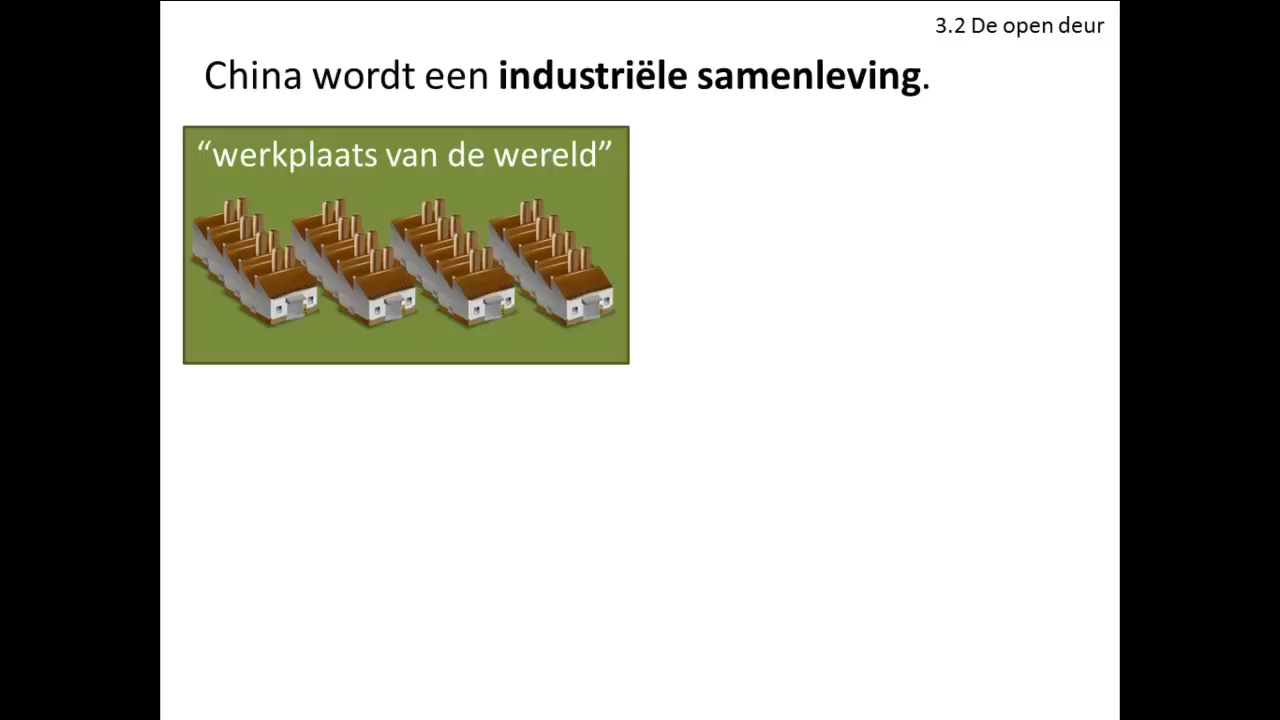 3.2 De open deur
China wordt een industriële samenleving.
“werkplaats van de wereld”